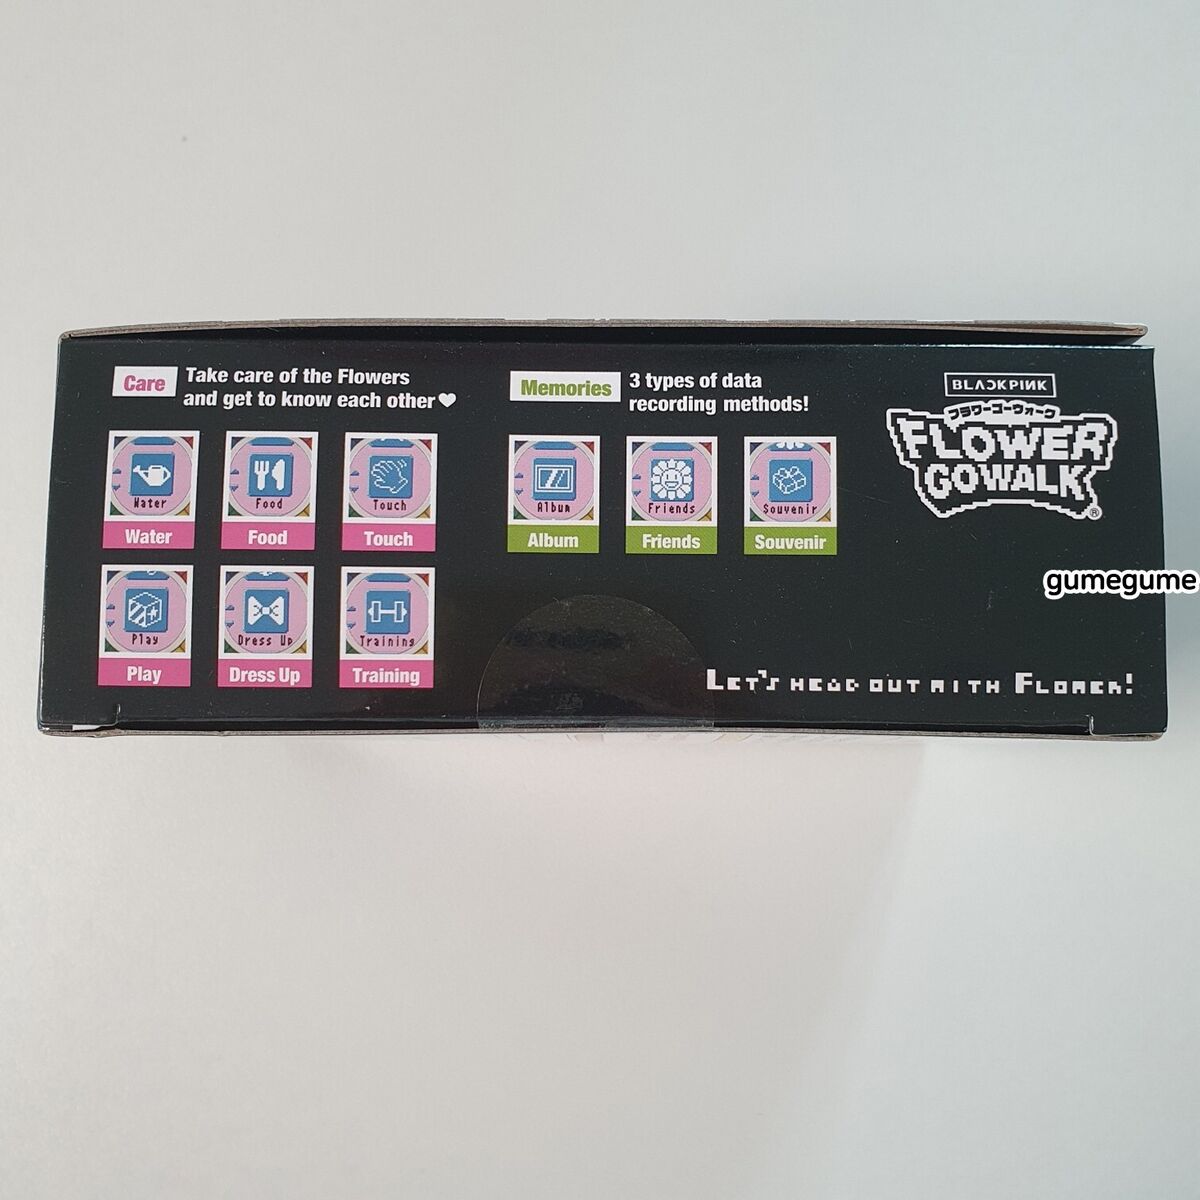 Care
Take care of the Flowers
and get to know each other♥
Water
Water
Food
Food
Touch
Touch
Play
Play
Dress Up
Dress Up
Training
Training
Memories
3 types of data
recording methods!
Album
Album
Friends
Friends
Souvenir
Souvenir
BLACKPINK
フラワーゴーウォーク
FLOWER
GOWALK
®
gumegume
LET'S HEAD OUT WITH FLOWER!